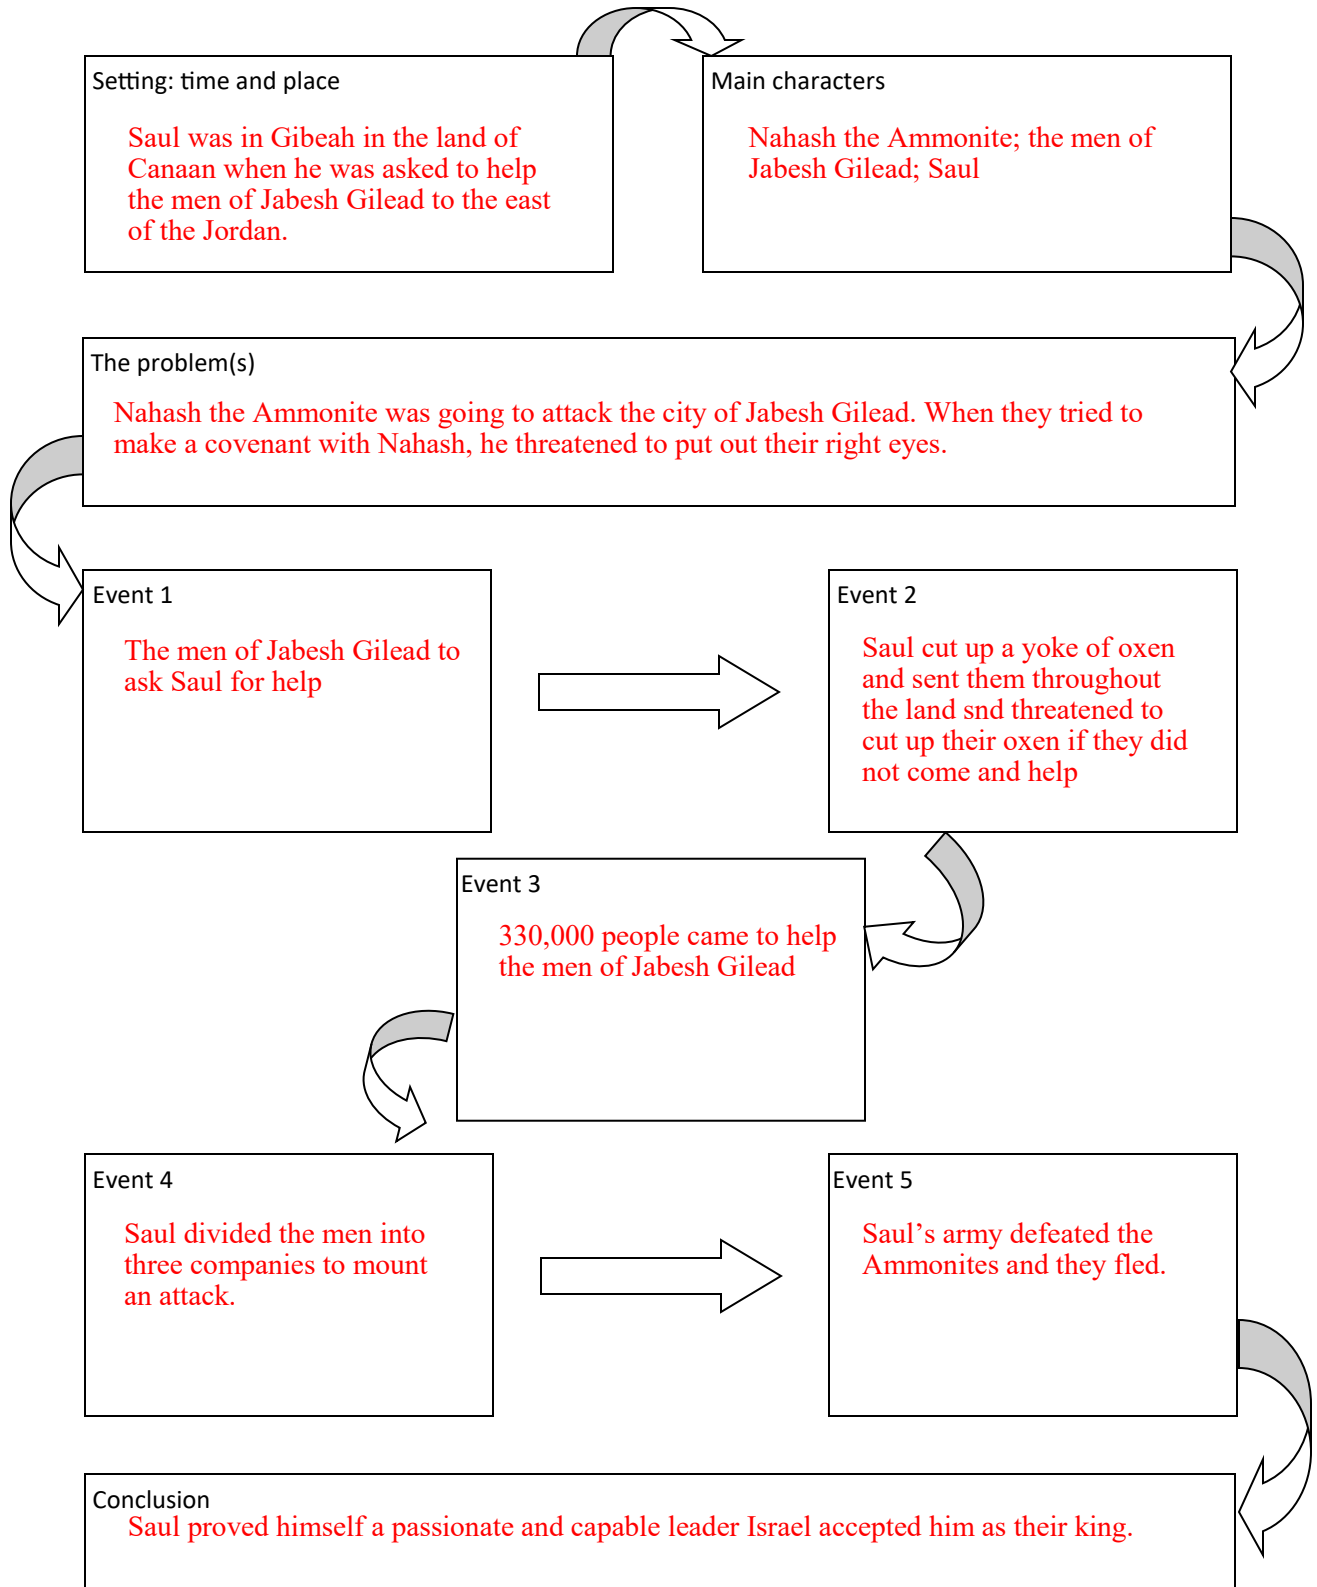 Setting: time and place
Saul was in Gibeah in the land of
Canaan when he was asked to help
the men of Jabesh Gilead to the east
of the Jordan.
Main characters
Nahash the Ammonite; the men of
Jabesh Gilead; Saul
The problem(s)
Nahash the Ammonite was going to attack the city of Jabesh Gilead. When they tried to
make a covenant with Nahash, he threatened to put out their right eyes.
Event 1
The men of Jabesh Gilead to
ask Saul for help
Event 2
Saul cut up a yoke of oxen
and sent them throughout
the land snd threatened to
cut up their oxen if they did
not come and help
Event 3
330,000 people came to help
the men of Jabesh Gilead
Event 4
Saul divided the men into
three companies to mount
an attack.
Event 5
Saul’s army defeated the
Ammonites and they fled.
Conclusion
Saul proved himself a passionate and capable leader Israel accepted him as their king.